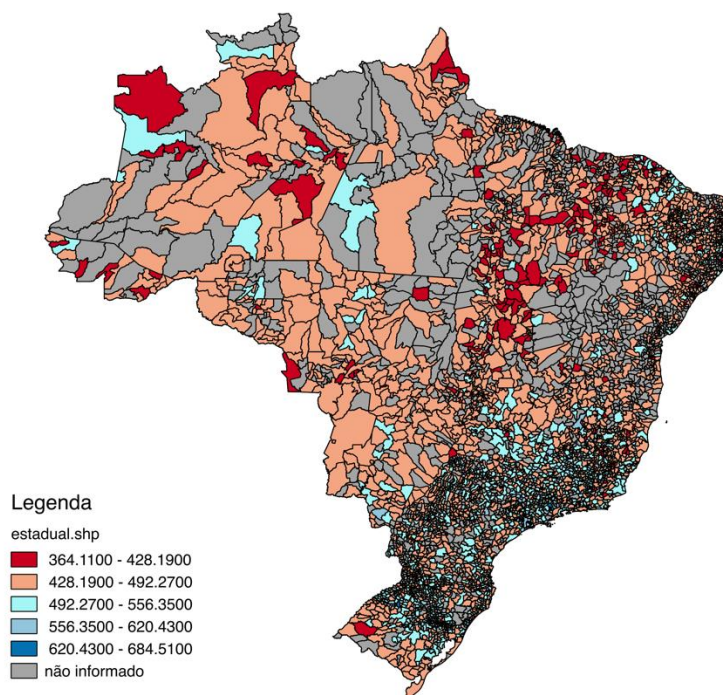 Legenda
estadual.shp
364.1100 - 428.1900
428.1900 - 492.2700
492.2700 - 556.3500
556.3500 - 620.4300
620.4300 - 684.5100
não informado